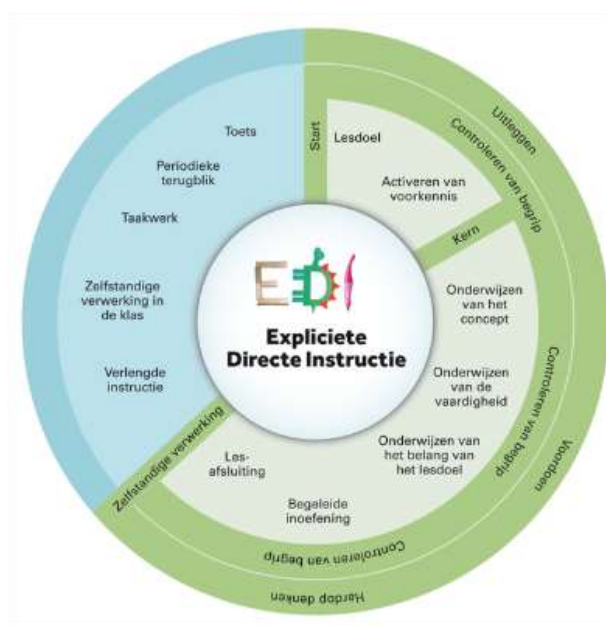 EDI
Expliciete
Directe Instructie
Start
Lesdoel
Activeren van
voorkennis
Kern
Onderwijzen
van het
concept
Onderwijzen
van de
vaardigheid
Onderwijzen van
het belang van
het lesdoel
Begeleide
inoefening
Les-
afsluiting
Zelfstandige verwerking
Verlengde
instructie
Zelfstandige
verwerking in
de klas
Taakwerk
Periodieke
terugblik
Toets
Controleren van begrip
Controleren van begrip
Controleren van begrip
Uitleggen
Voordoen
Hardop denken